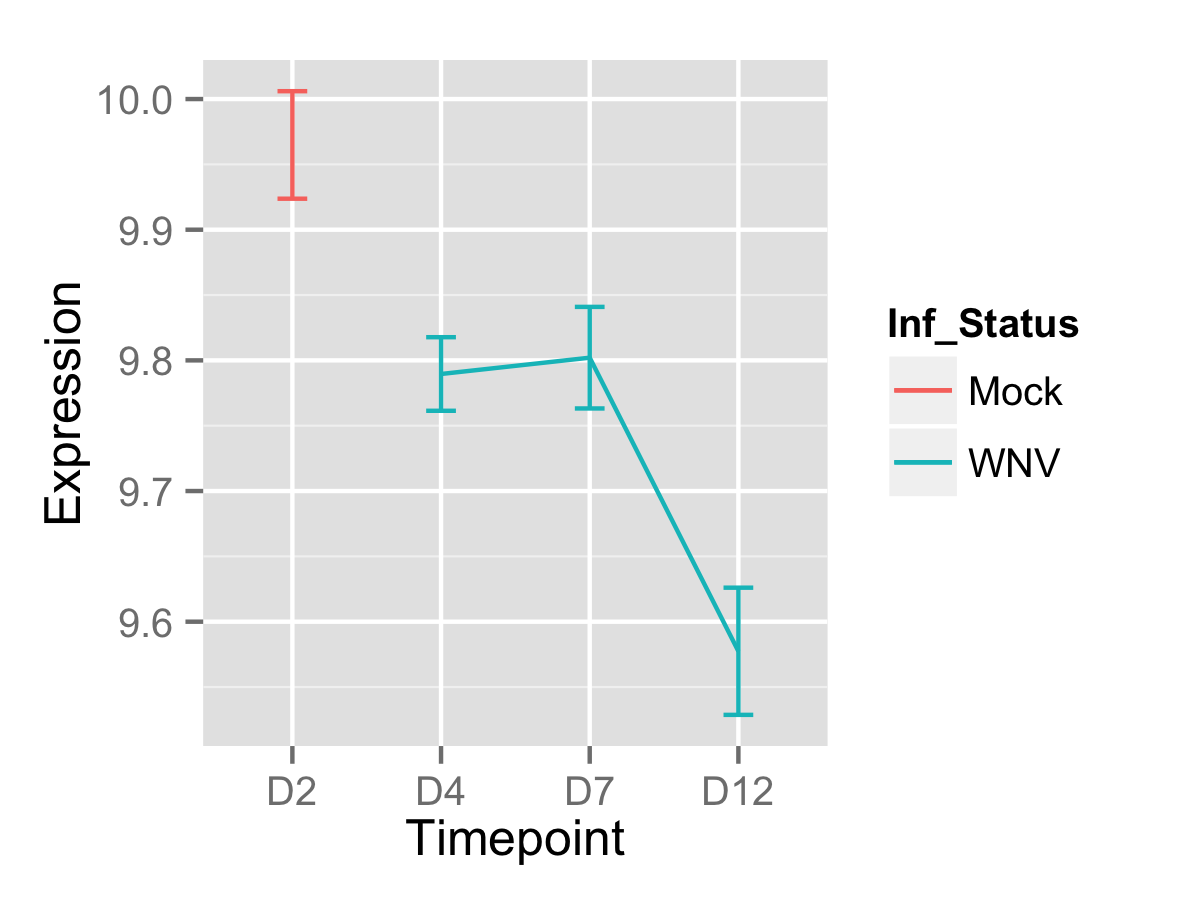 10.0
9.9
9.8
9.7
9.6
Expression
D2 D4 D7 D12
Timepoint
Inf_Status
Mock
WNV